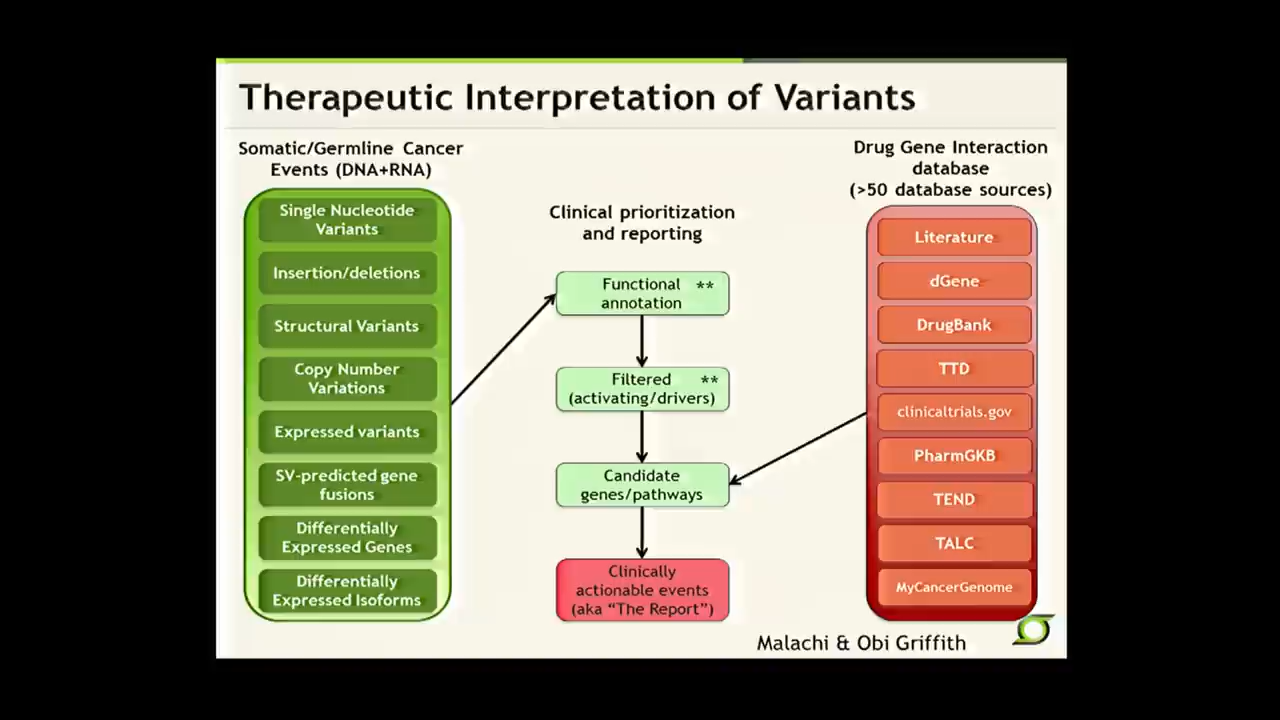 Therapeutic Interpretation of Variants
Somatic/Germline Cancer
Events (DNA+RNA)
Single Nucleotide
Variants
Insertion/deletions
Structural Variants
Copy Number
Variations
Expressed variants
SV-predicted gene
fusions
Differentially
Expressed Genes
Differentially
Expressed Isoforms
Clinical prioritization
and reporting
Functional **
annotation
Filtered **
(activating/drivers)
Candidate
genes/pathways
Clinically
actionable events
(aka “The Report”)
Drug Gene Interaction
database
(>50 database sources)
Literature
dGene
DrugBank
TTD
clinicaltrials.gov
PharmGKB
TEND
TALC
MyCancerGenome
Malachi & Obi Griffith